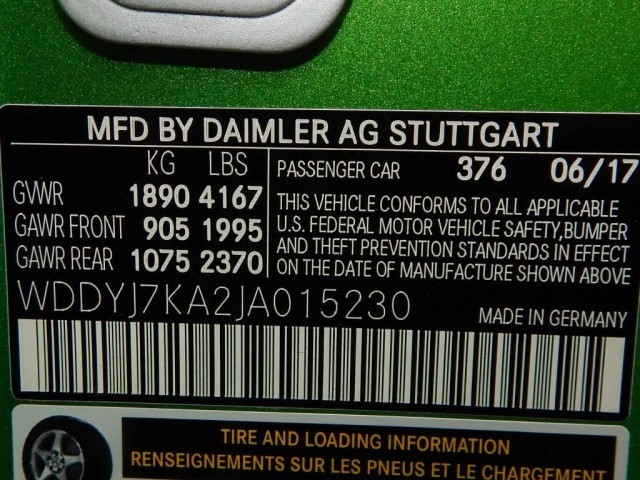 MFD BY DAIMLER AG STUTTGART
KG LBS
GVWR 1890 4167
GAWR FRONT 905 1995
GAWR REAR 1075 2370
PASSENGER CAR 376 06/17
THIS VEHICLE CONFORMS TO ALL APPLICABLE
U.S. FEDERAL MOTOR VEHICLE SAFETY,BUMPER
AND THEFT PREVENTION STANDARDS IN EFFECT
ON THE DATE OF MANUFACTURE SHOWN ABOVE
WDDYJ7KA2JA015230
MADE IN GERMANY
TIRE AND LOADING INFORMATION
RENSEIGNEMENTS SUR LES PNEUS ET LE CHARGEMENT